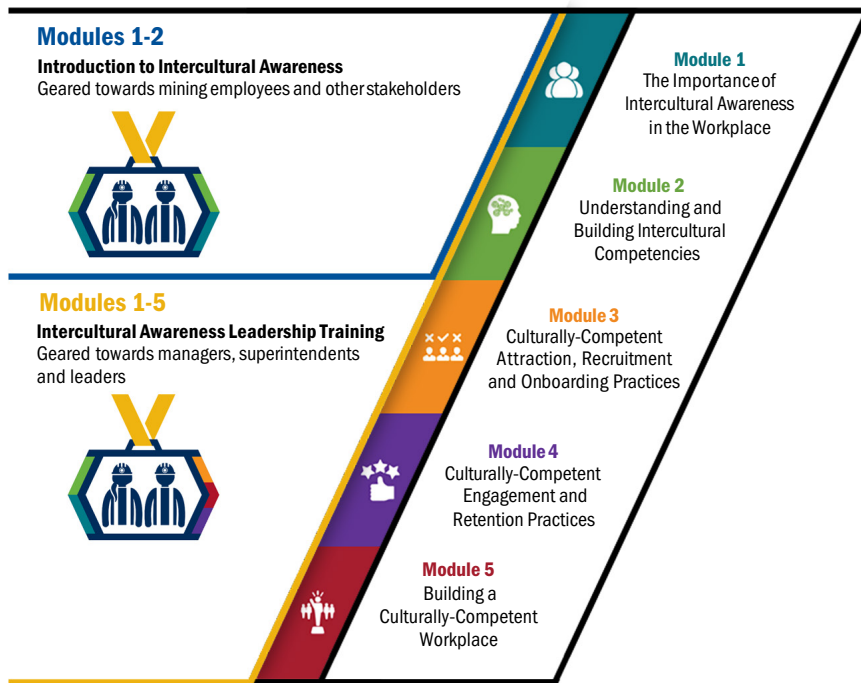 Modules 1-2
Introduction to Intercultural Awareness
Geared towards mining employees and other stakeholders
Modules 1-5
Intercultural Awareness Leadership Training
Geared towards managers, superintendents
and leaders
Module 1
The Importance of
Intercultural Awareness
in the Workplace
Module 2
Understanding and
Building Intercultural
Competencies
Module 3
Culturally-Competent
Attraction, Recruitment
and Onboarding Practices
Module 4
Culturally-Competent
Engagement and
Retention Practices
Module 5
Building a
Culturally-Competent
Workplace